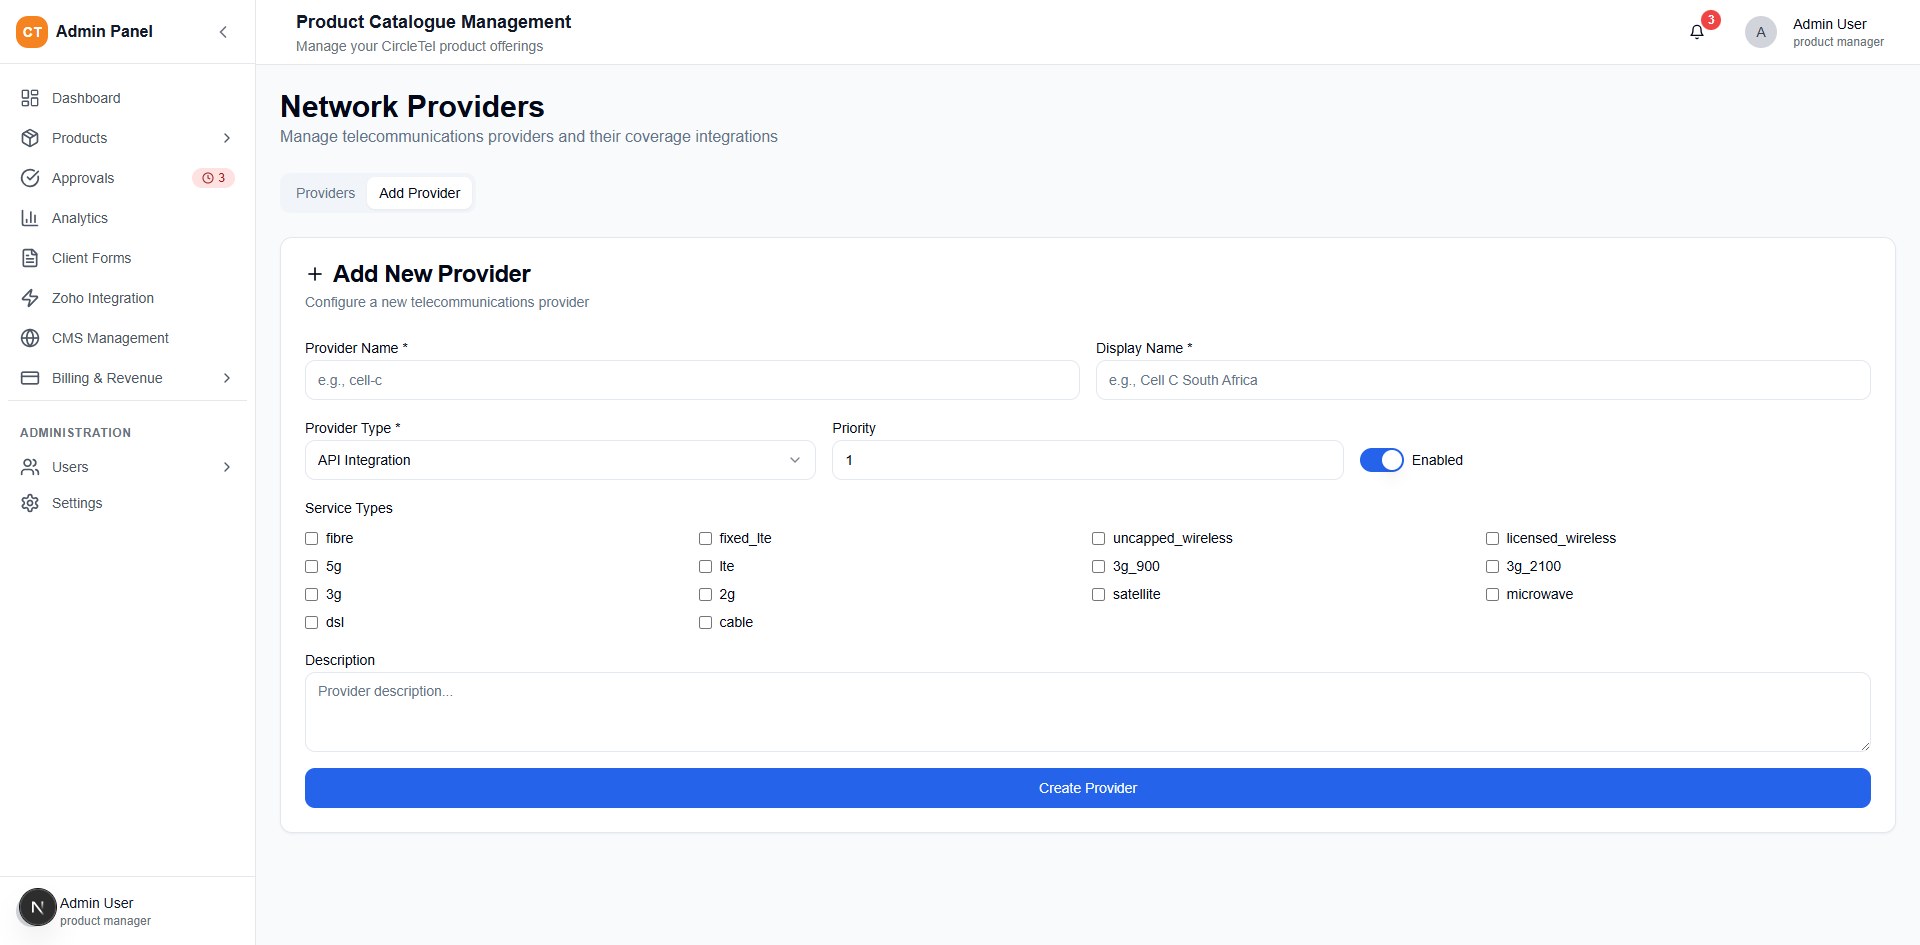 CT Admin Panel
Product Catalogue Management
Manage your CircleTel product offerings
3
A
Admin User
product manager
Dashboard
Products
Approvals 3
Analytics
Client Forms
Zoho Integration
CMS Management
Billing & Revenue
ADMINISTRATION
Users
Settings
N
Admin User
product manager
Network Providers
Manage telecommunications providers and their coverage integrations
Providers Add Provider
Add New Provider
Configure a new telecommunications provider
Provider Name * Display Name *
e.g., cell-c e.g., Cell C South Africa
Provider Type * Priority
API Integration 1 Enabled
Service Types
fibre fixed_lte uncapped_wireless licensed_wireless
5g lte 3g_900 3g_2100
3g 2g satellite microwave
dsl cable
Description
Provider description...
Create Provider